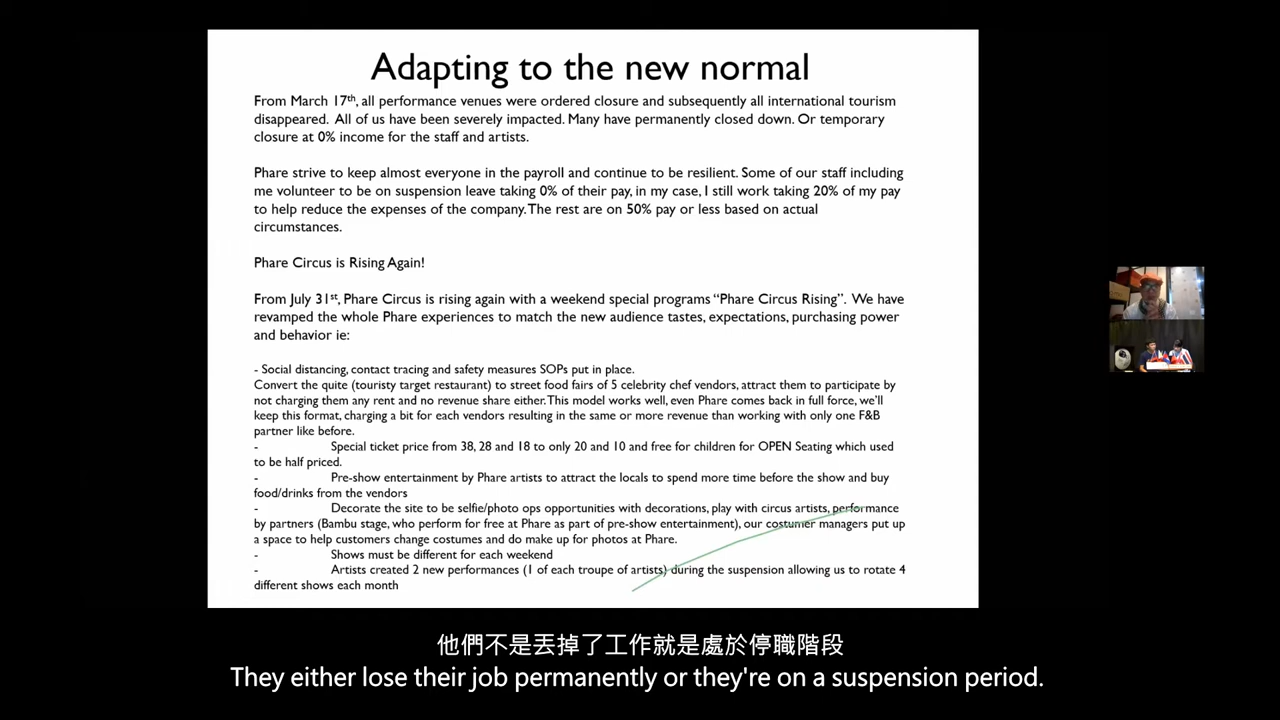 Adapting to the new normal
From March 17th, all performance venues were ordered closure and subsequently all international tourism
disappeared. All of us have been severely impacted. Many have permanently closed down. Or temporary
closure at 0% income for the staff and artists.
Phare strive to keep almost everyone in the payroll and continue to be resilient. Some of our staff including
me volunteer to be on suspension leave taking 0% of their pay, in my case, I still work taking 20% of my pay
to help reduce the expenses of the company. The rest are on 50% pay or less based on actual
circumstances.
Phare Circus is Rising Again!
From July 31st, Phare Circus is rising again with a weekend special programs “Phare Circus Rising”. We have
revamped the whole Phare experiences to match the new audience tastes, expectations, purchasing power
and behavior ie:
- Social distancing, contact tracing and safety measures SOPs put in place.
Convert the quite (touristy target restaurant) to street food fairs of 5 celebrity chef vendors, attract them to participate by
not charging them any rent and no revenue share either. This model works well, even Phare comes back in full force, we’ll
keep this format, charging a bit for each vendors resulting in the same or more revenue than working with only one F&B
partner like before.
- Special ticket price from 38, 28 and 18 to only 20 and 10 and free for children for OPEN Seating which used
to be half priced.
- Pre-show entertainment by Phare artists to attract the locals to spend more time before the show and buy
food/drinks from the vendors
- Decorate the site to be selfie/photo ops opportunities with decorations, play with circus artists, performance
by partners (Bambu stage, who perform for free at Phare as part of pre-show entertainment), our costumer managers put up
a space to help customers change costumes and do make up for photos at Phare.
- Shows must be different for each weekend
- Artists created 2 new performances (1 of each troupe of artists) during the suspension allowing us to rotate 4
different shows each month
他們不是丟掉了工作就是處於停職階段
They either lose their job permanently or they're on a suspension period.